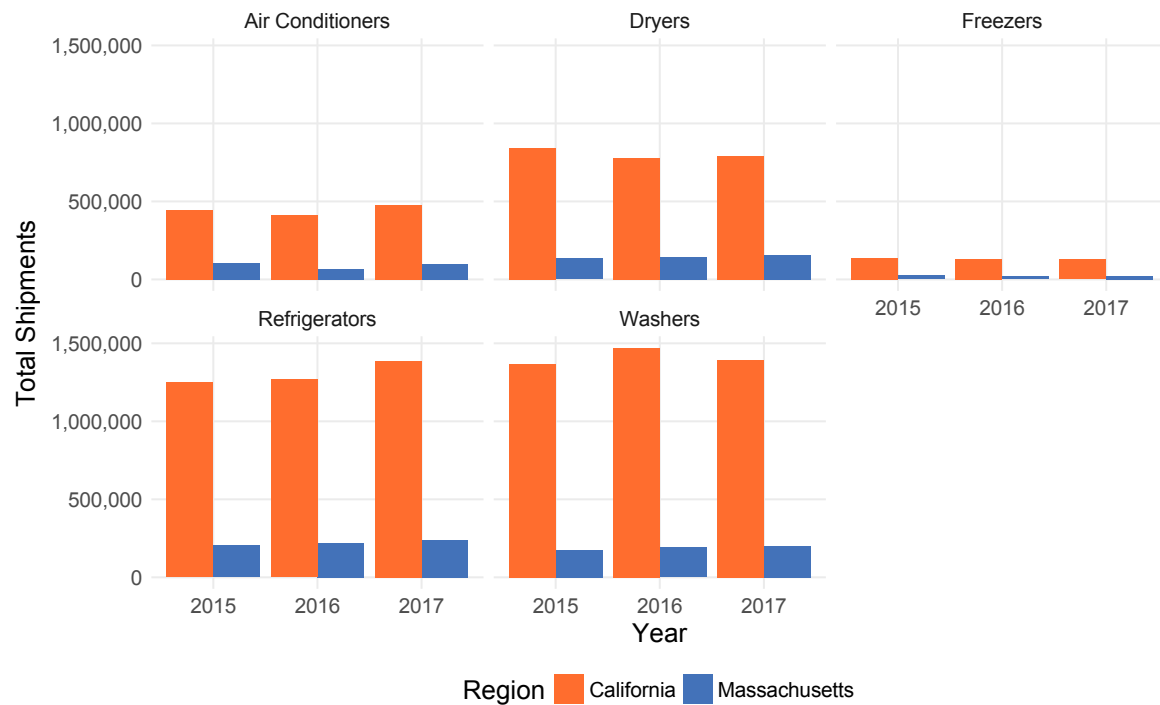 Air Conditioners
Dryers
Freezers
1,500,000
1,000,000
500,000
0
2015 2016 2017
Refrigerators
Washers
1,500,000
1,000,000
500,000
0
2015 2016 2017
2015 2016 2017
Total Shipments
Year
Region California Massachusetts